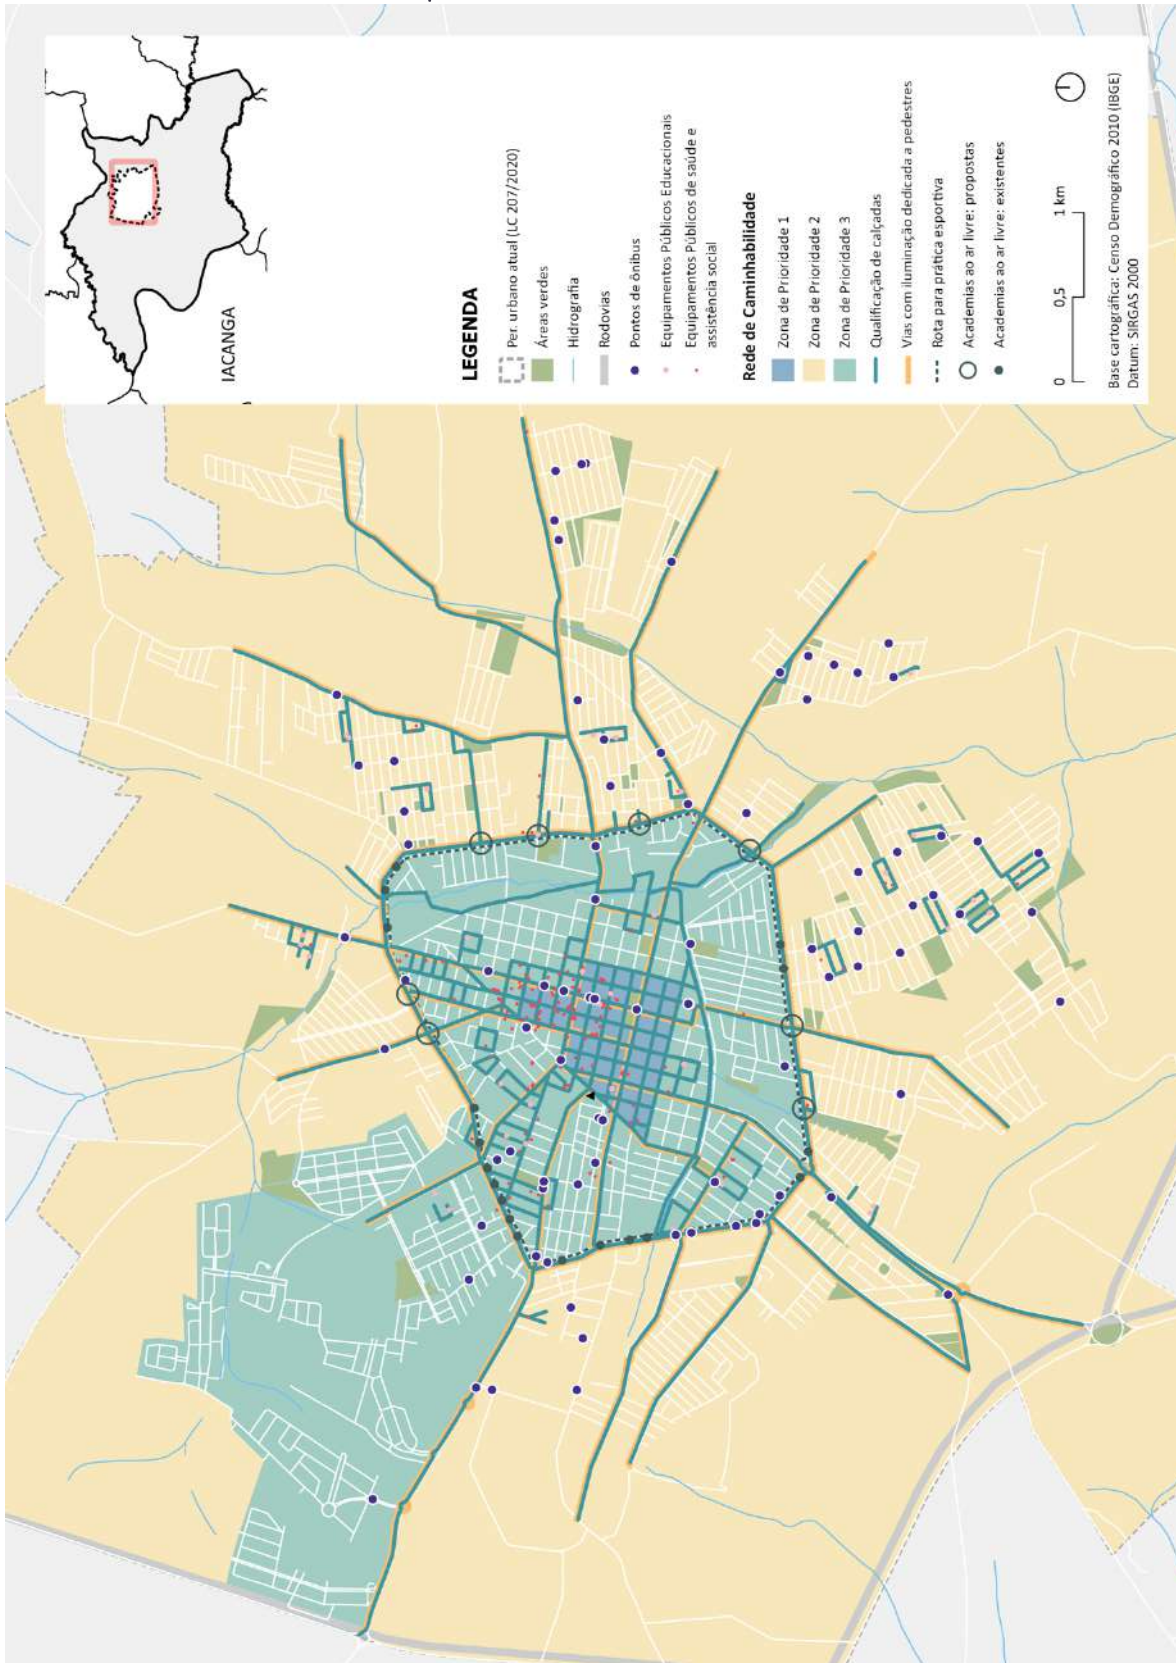 IACANGA
LEGENDA
Per. urbano atual (LC 207/2020)
Áreas verdes
Hidrografia
Rodovias
Pontos de ônibus
Equipamentos Públicos Educacionais
Equipamentos Públicos de saúde e
assistência social
Rede de Caminhabilidade
Zona de Prioridade 1
Zona de Prioridade 2
Zona de Prioridade 3
Qualificação de calçadas
Vias com iluminação dedicada a pedestres
Rota para prática esportiva
Academias ao ar livre: propostas
Academias ao ar livre: existentes
0 0,5 1 km
Base cartográfica: Censo Demográfico 2010 (IBGE)
Datum: SIRGAS 2000